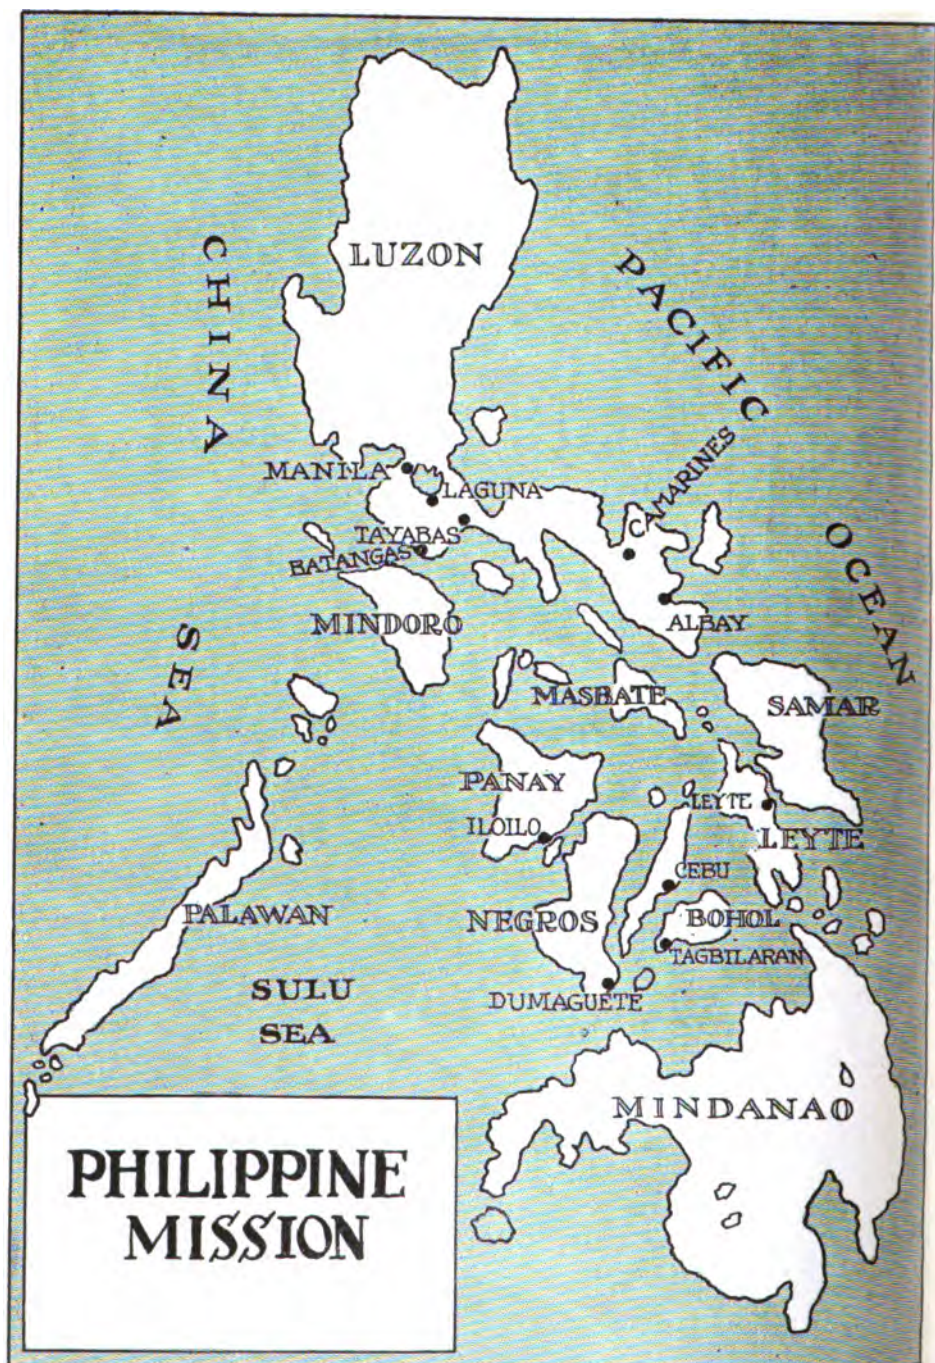 LUZON
CHINA
SEA
PACIFIC
OCEAN
MANILA
LAGUNA
CAMARINES
TAYABAS
BATANGAS
MINDORO
ALBAY
MASBATE
SAMAR
PANAY
LEYTE
ILOILO
LEYTE
CEBU
PALAWAN
NEGROS
BOHOL
TAGBILARAN
SULU
SEA
DUMAGUETE
MINDANAO
PHILIPPINE
MISSION